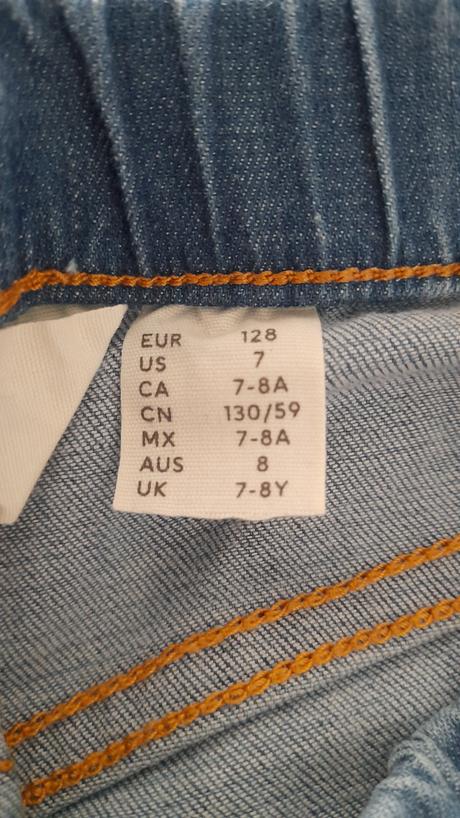 EUR 128
US 7
CA 7-8A
CN 130/59
MX 7-8A
AUS 8
UK 7-8Y